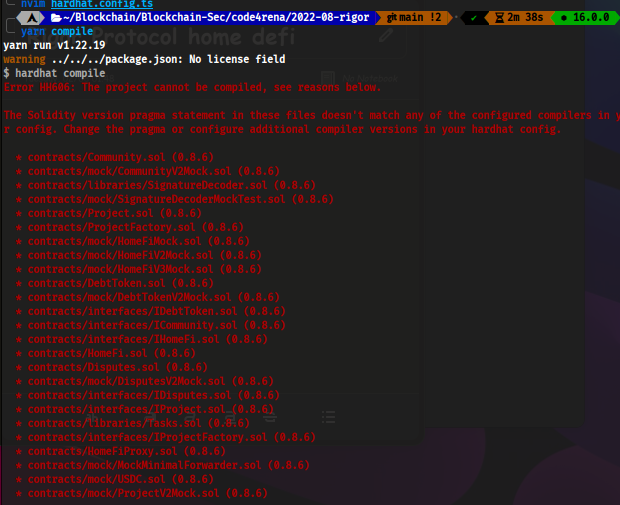 nvim hardhat.config.ts
~/Blockchain/Blockchain-Sec/code4rena/2022-08-rigor main !2 ✔ 2m 38s 16.0.0
yarn compile
yarn run v1.22.19
warning ../../../package.json: No license field
$ hardhat compile
Error HH606: The project cannot be compiled, see reasons below.
The Solidity version pragma statement in these files doesn't match any of the configured compilers in y
r config. Change the pragma or configure additional compiler versions in your hardhat config.
* contracts/Community.sol (0.8.6)
* contracts/mock/CommunityV2Mock.sol (0.8.6)
* contracts/libraries/SignatureDecoder.sol (0.8.6)
* contracts/mock/SignatureDecoderMockTest.sol (0.8.6)
* contracts/Project.sol (0.8.6)
* contracts/ProjectFactory.sol (0.8.6)
* contracts/mock/HomeFiMock.sol (0.8.6)
* contracts/mock/HomeFiV2Mock.sol (0.8.6)
* contracts/mock/HomeFiV3Mock.sol (0.8.6)
* contracts/DebtToken.sol (0.8.6)
* contracts/mock/DebtTokenV2Mock.sol (0.8.6)
* contracts/interfaces/IDebtToken.sol (0.8.6)
* contracts/interfaces/ICommunity.sol (0.8.6)
* contracts/interfaces/IHomeFi.sol (0.8.6)
* contracts/HomeFi.sol (0.8.6)
* contracts/Disputes.sol (0.8.6)
* contracts/mock/DisputesV2Mock.sol (0.8.6)
* contracts/interfaces/IDisputes.sol (0.8.6)
* contracts/interfaces/IProject.sol (0.8.6)
* contracts/libraries/Tasks.sol (0.8.6)
* contracts/interfaces/IProjectFactory.sol (0.8.6)
* contracts/HomeFiProxy.sol (0.8.6)
* contracts/mock/MockMinimalForwarder.sol (0.8.6)
* contracts/mock/USDC.sol (0.8.6)
* contracts/mock/ProjectV2Mock.sol (0.8.6)
Protocol home defi